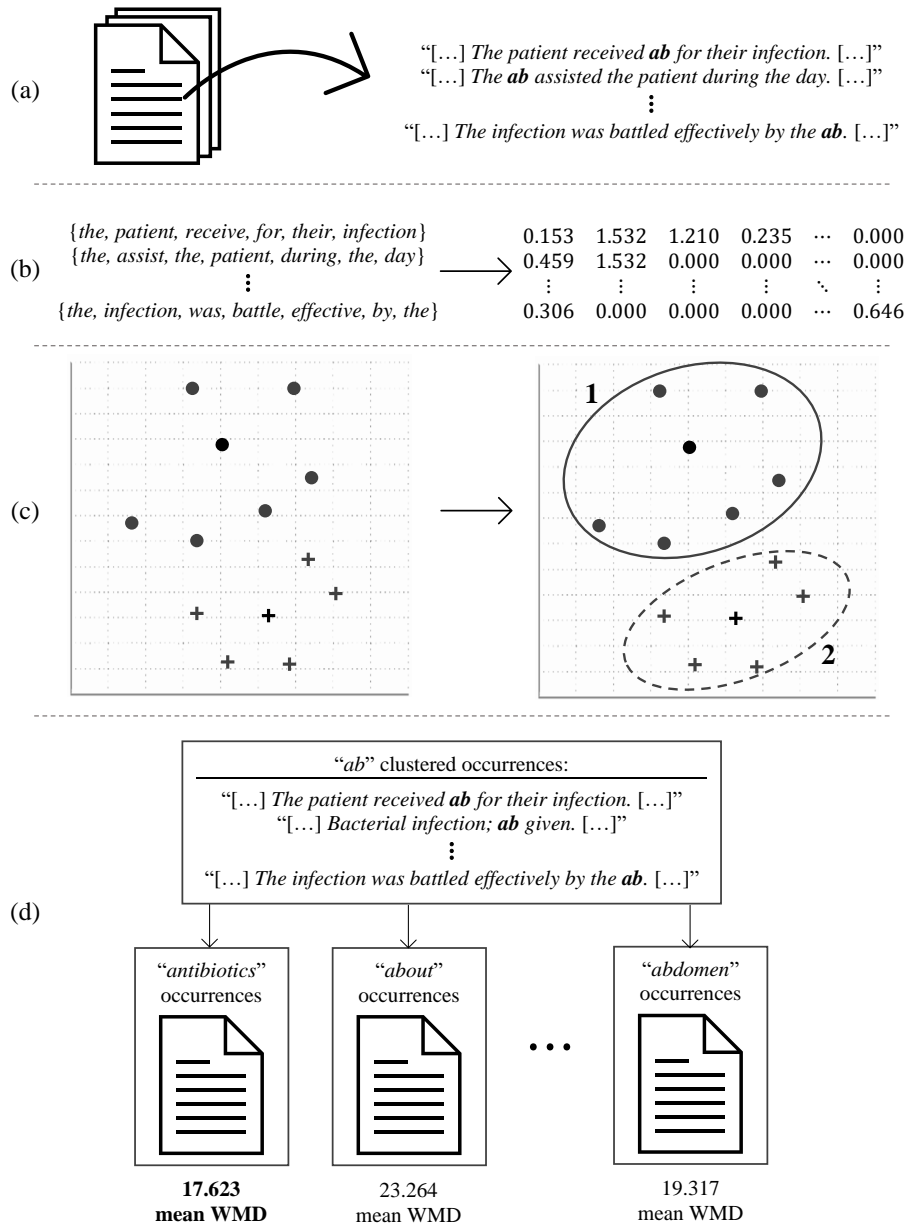 (a)
“[…] The patient received ab for their infection. […]”
“[…] The ab assisted the patient during the day. […]”
⋮
“[…] The infection was battled effectively by the ab. […]”
(b)
{the, patient, receive, for, their, infection}
{the, assist, the, patient, during, the, day}
⋮
{the, infection, was, battle, effective, by, the}
0.153 1.532 1.210 0.235 ⋯ 0.000
0.459 1.532 0.000 0.000 ⋯ 0.000
⋮ ⋮ ⋮ ⋮ ⋱ ⋮
0.306 0.000 0.000 0.000 ⋯ 0.646
(c)
1
2
(d)
“ab” clustered occurrences:
“[…] The patient received ab for their infection. […]”
“[…] Bacterial infection; ab given. […]”
⋮
“[…] The infection was battled effectively by the ab. […]”
“antibiotics”
occurrences
17.623
mean WMD
“about”
occurrences
23.264
mean WMD
…
“abdomen”
occurrences
19.317
mean WMD